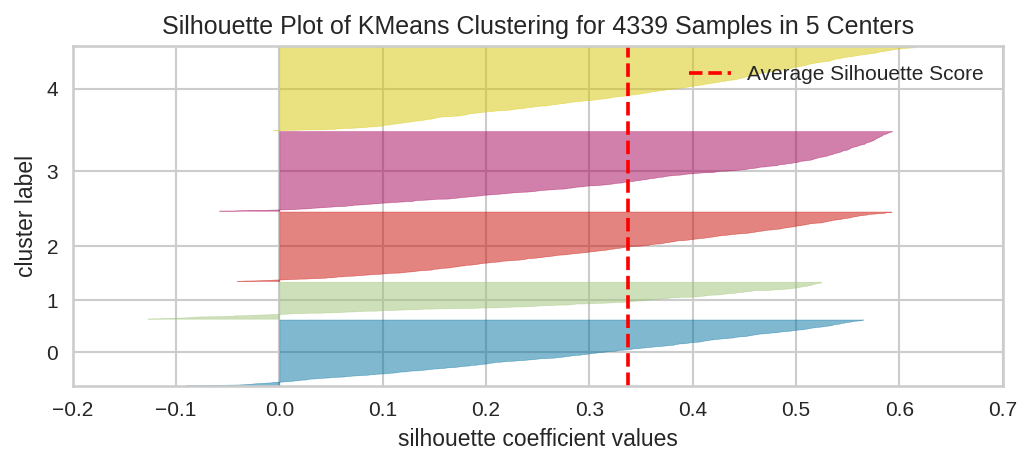 Silhouette Plot of KMeans Clustering for 4339 Samples in 5 Centers
Average Silhouette Score
cluster label
4
3
2
1
0
−0.2 −0.1 0.0 0.1 0.2 0.3 0.4 0.5 0.6 0.7
silhouette coefficient values